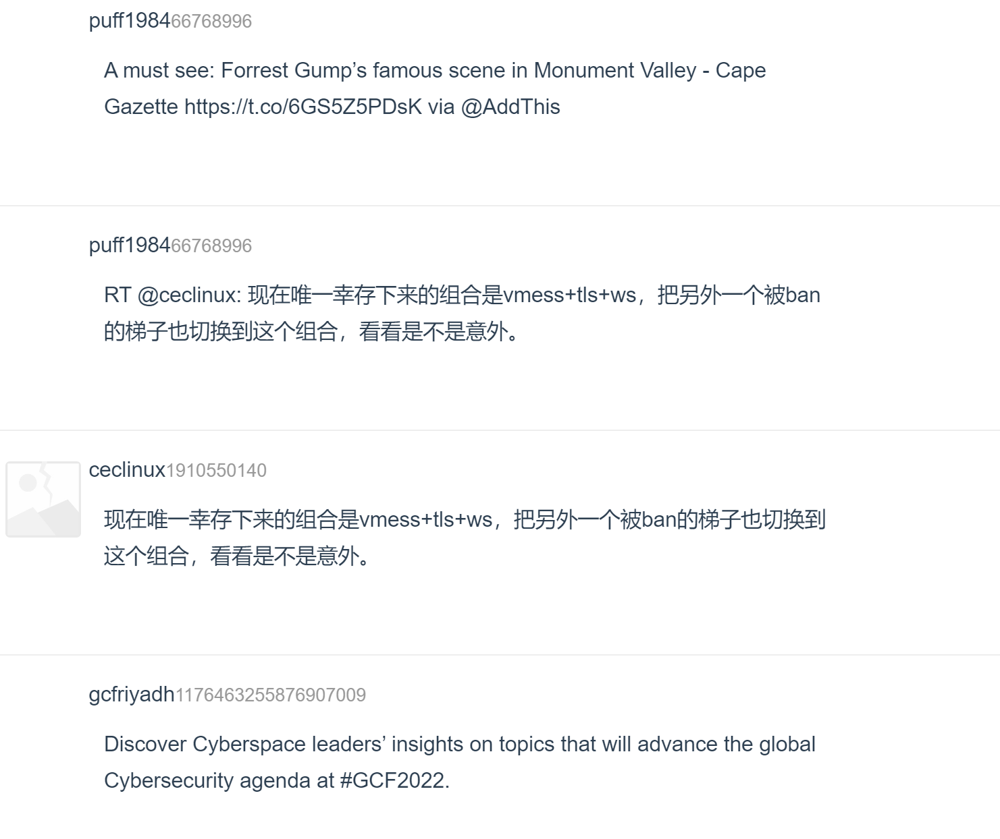 puff198466768996
A must see: Forrest Gump’s famous scene in Monument Valley - Cape
Gazette https://t.co/6GS5Z5PDsK via @AddThis
puff198466768996
RT @ceclinux: 现在唯一幸存下来的组合是vmess+tls+ws，把另外一个被ban
的梯子也切换到这个组合，看看是不是意外。
ceclinux1910550140
现在唯一幸存下来的组合是vmess+tls+ws，把另外一个被ban的梯子也切换到
这个组合，看看是不是意外。
gcfriyadh1176463255876907009
Discover Cyberspace leaders’ insights on topics that will advance the global
Cybersecurity agenda at #GCF2022.